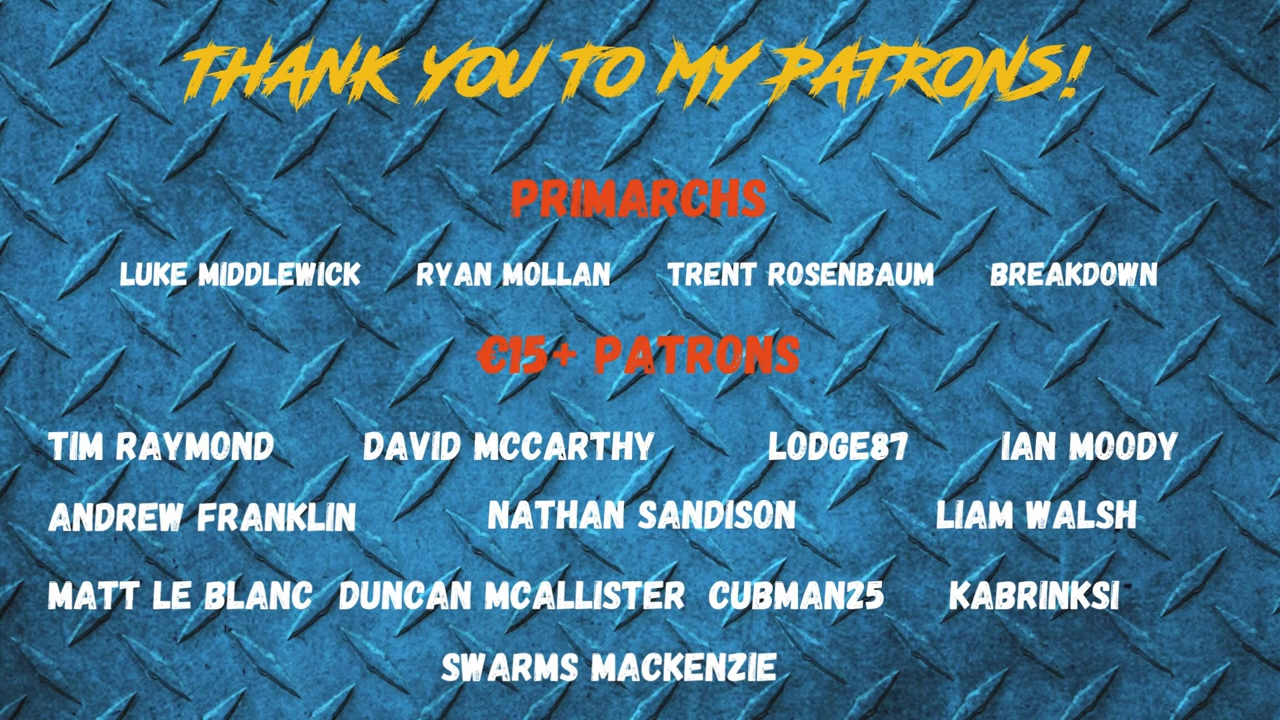 THANK YOU TO MY PATRONS!
PRIMARCHS
LUKE MIDDLEWICK RYAN MOLLAN TRENT ROSENBAUM BREAKDOWN
€15+ PATRONS
TIM RAYMOND DAVID MCCARTHY LODGE87 IAN MOODY
ANDREW FRANKLIN NATHAN SANDISON LIAM WALSH
MATT LE BLANC DUNCAN MCALLISTER CUBMAN25 KABRINKSI
SWARMS MACKENZIE